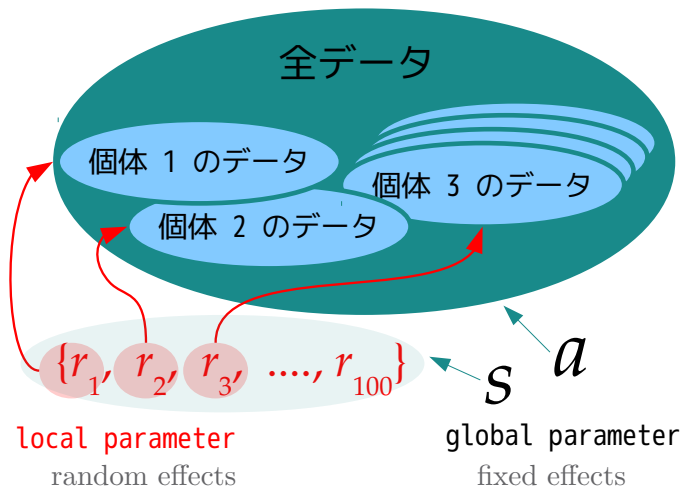 全データ
個体 1 のデータ
個体 3 のデータ
個体 2 のデータ
{r1, r2, r3, ...., r100}
a
s
local parameter
global parameter
random effects
fixed effects